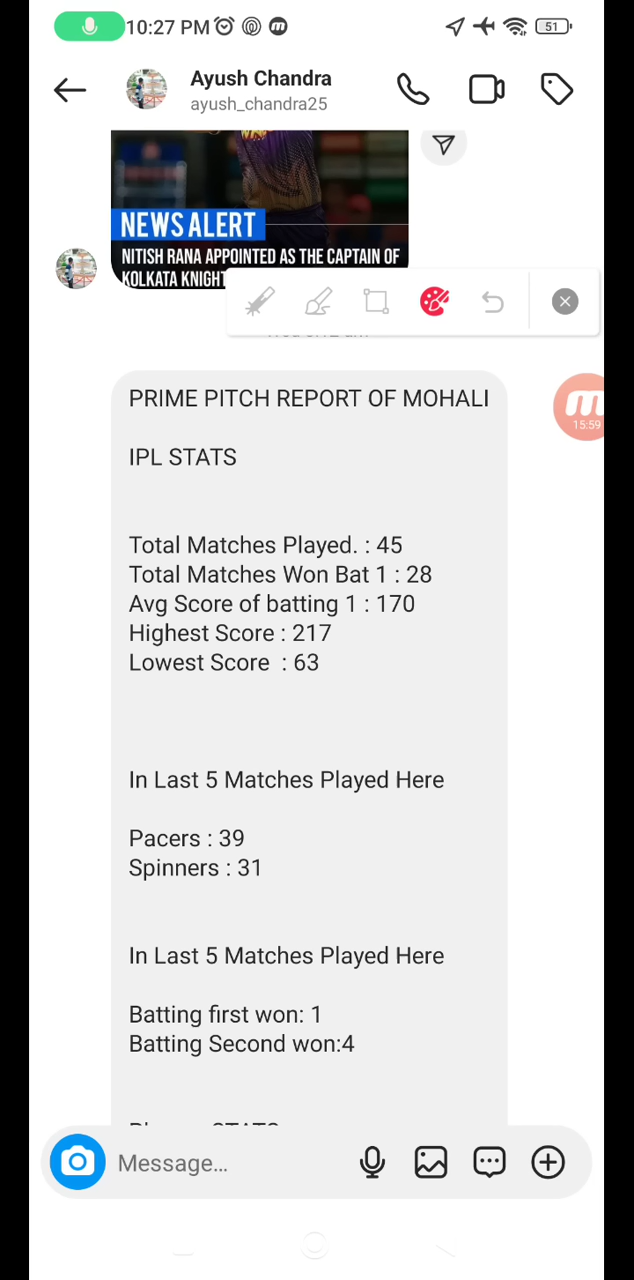 10:27 PM
51
Ayush Chandra
ayush_chandra25
NEWS ALERT
NITISH RANA APPOINTED AS THE CAPTAIN OF
KOLKATA KNIGHT
PRIME PITCH REPORT OF MOHALI
15:59
IPL STATS
Total Matches Played. : 45
Total Matches Won Bat 1 : 28
Avg Score of batting 1 : 170
Highest Score : 217
Lowest Score  : 63
In Last 5 Matches Played Here
Pacers : 39
Spinners : 31
In Last 5 Matches Played Here
Batting first won: 1
Batting Second won:4
Message...